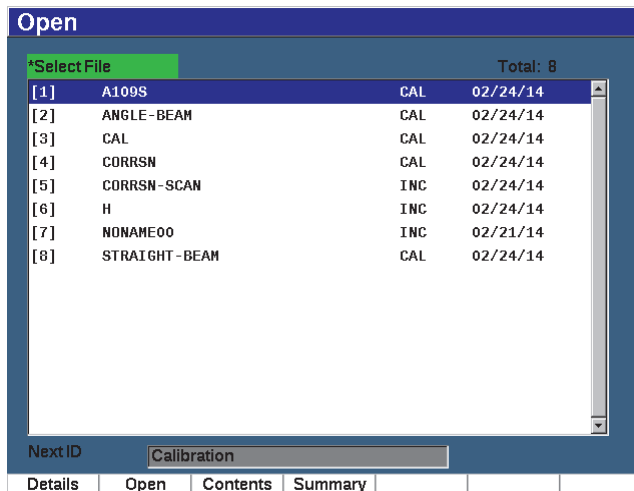 Open
*Select File Total: 8
[1] A109S CAL 02/24/14
[2] ANGLE-BEAM CAL 02/24/14
[3] CAL CAL 02/24/14
[4] CORRSN CAL 02/24/14
[5] CORRSN-SCAN INC 02/24/14
[6] H INC 02/24/14
[7] NONAME00 INC 02/21/14
[8] STRAIGHT-BEAM CAL 02/24/14
Next ID Calibration
Details Open Contents Summary